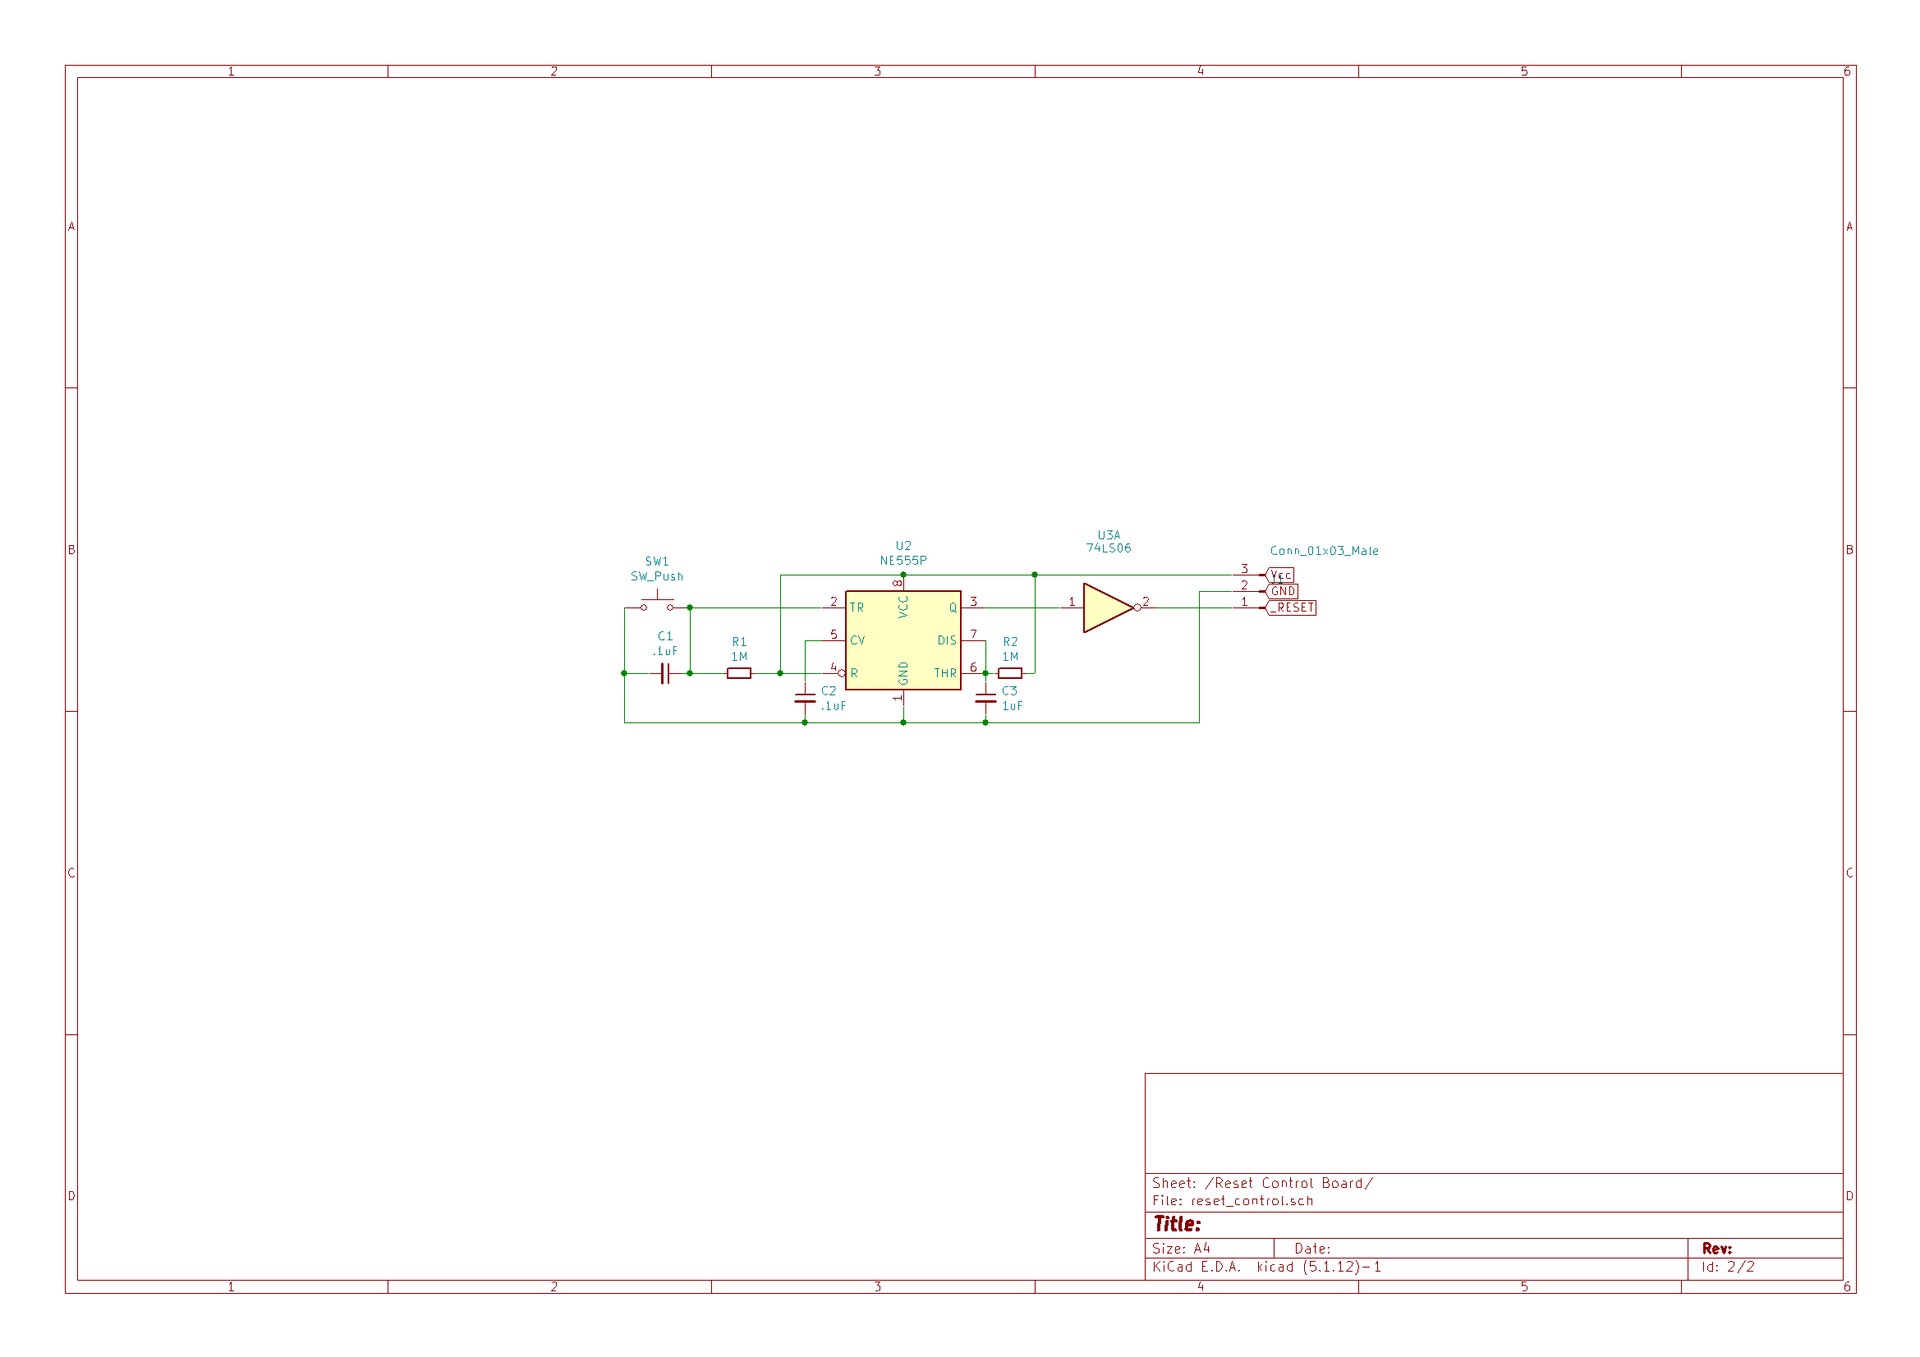 1 2 3 4 5 6
A A
U3A
74LS06
U2
NE555P
B B
Conn_01x03_Male
SW1
SW_Push
3 Vcc
8
2 GND
2 TR VCC Q 3 1 2 1 _RESET
C1
.1uF
R1
1M
5 CV DIS 7
R2
1M
4 R GND THR 6
C2
.1uF
1
C3
1uF
C C
D D
Sheet: /Reset Control Board/
File: reset_control.sch
Title:
Size: A4 Date: Rev:
KiCad E.D.A. kicad (5.1.12)-1 Id: 2/2
1 2 3 4 5 6